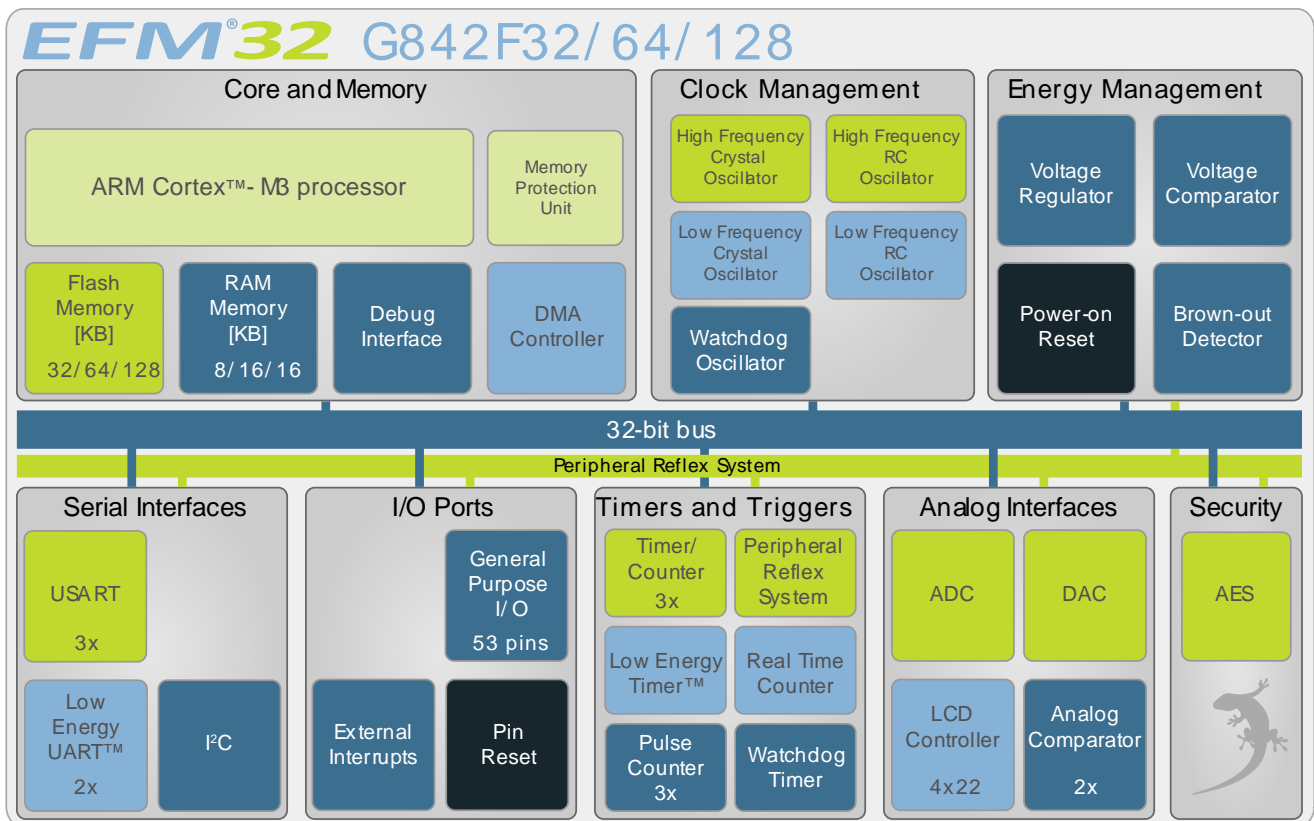 EFM®32 G842F32/64/128
Core and Memory
ARM Cortex™-M3 processor
Memory
Protection
Unit
Flash
Memory
[KB]
32/64/128
RAM
Memory
[KB]
8/16/16
Debug
Interface
DMA
Controller
Clock Management
High Frequency
Crystal
Oscillator
High Frequency
RC
Oscillator
Low Frequency
Crystal
Oscillator
Low Frequency
RC
Oscillator
Watchdog
Oscillator
Energy Management
Voltage
Regulator
Voltage
Comparator
Power-on
Reset
Brown-out
Detector
32-bit bus
Peripheral Reflex System
Serial Interfaces
USART
3x
Low
Energy
UART™
2x
I²C
I/O Ports
General
Purpose
I/O
53 pins
External
Interrupts
Pin
Reset
Timers and Triggers
Timer/
Counter
3x
Peripheral
Reflex
System
Low Energy
Timer™
Real Time
Counter
Pulse
Counter
3x
Watchdog
Timer
Analog Interfaces
ADC
DAC
LCD
Controller
4x22
Analog
Comparator
2x
Security
AES